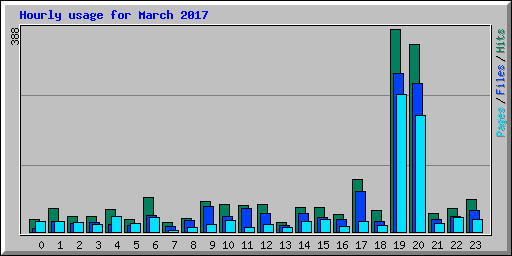 Hourly usage for March 2017
388
Pages / Files / Hits
0 1 2 3 4 5 6 7 8 9 10 11 12 13 14 15 16 17 18 19 20 21 22 23